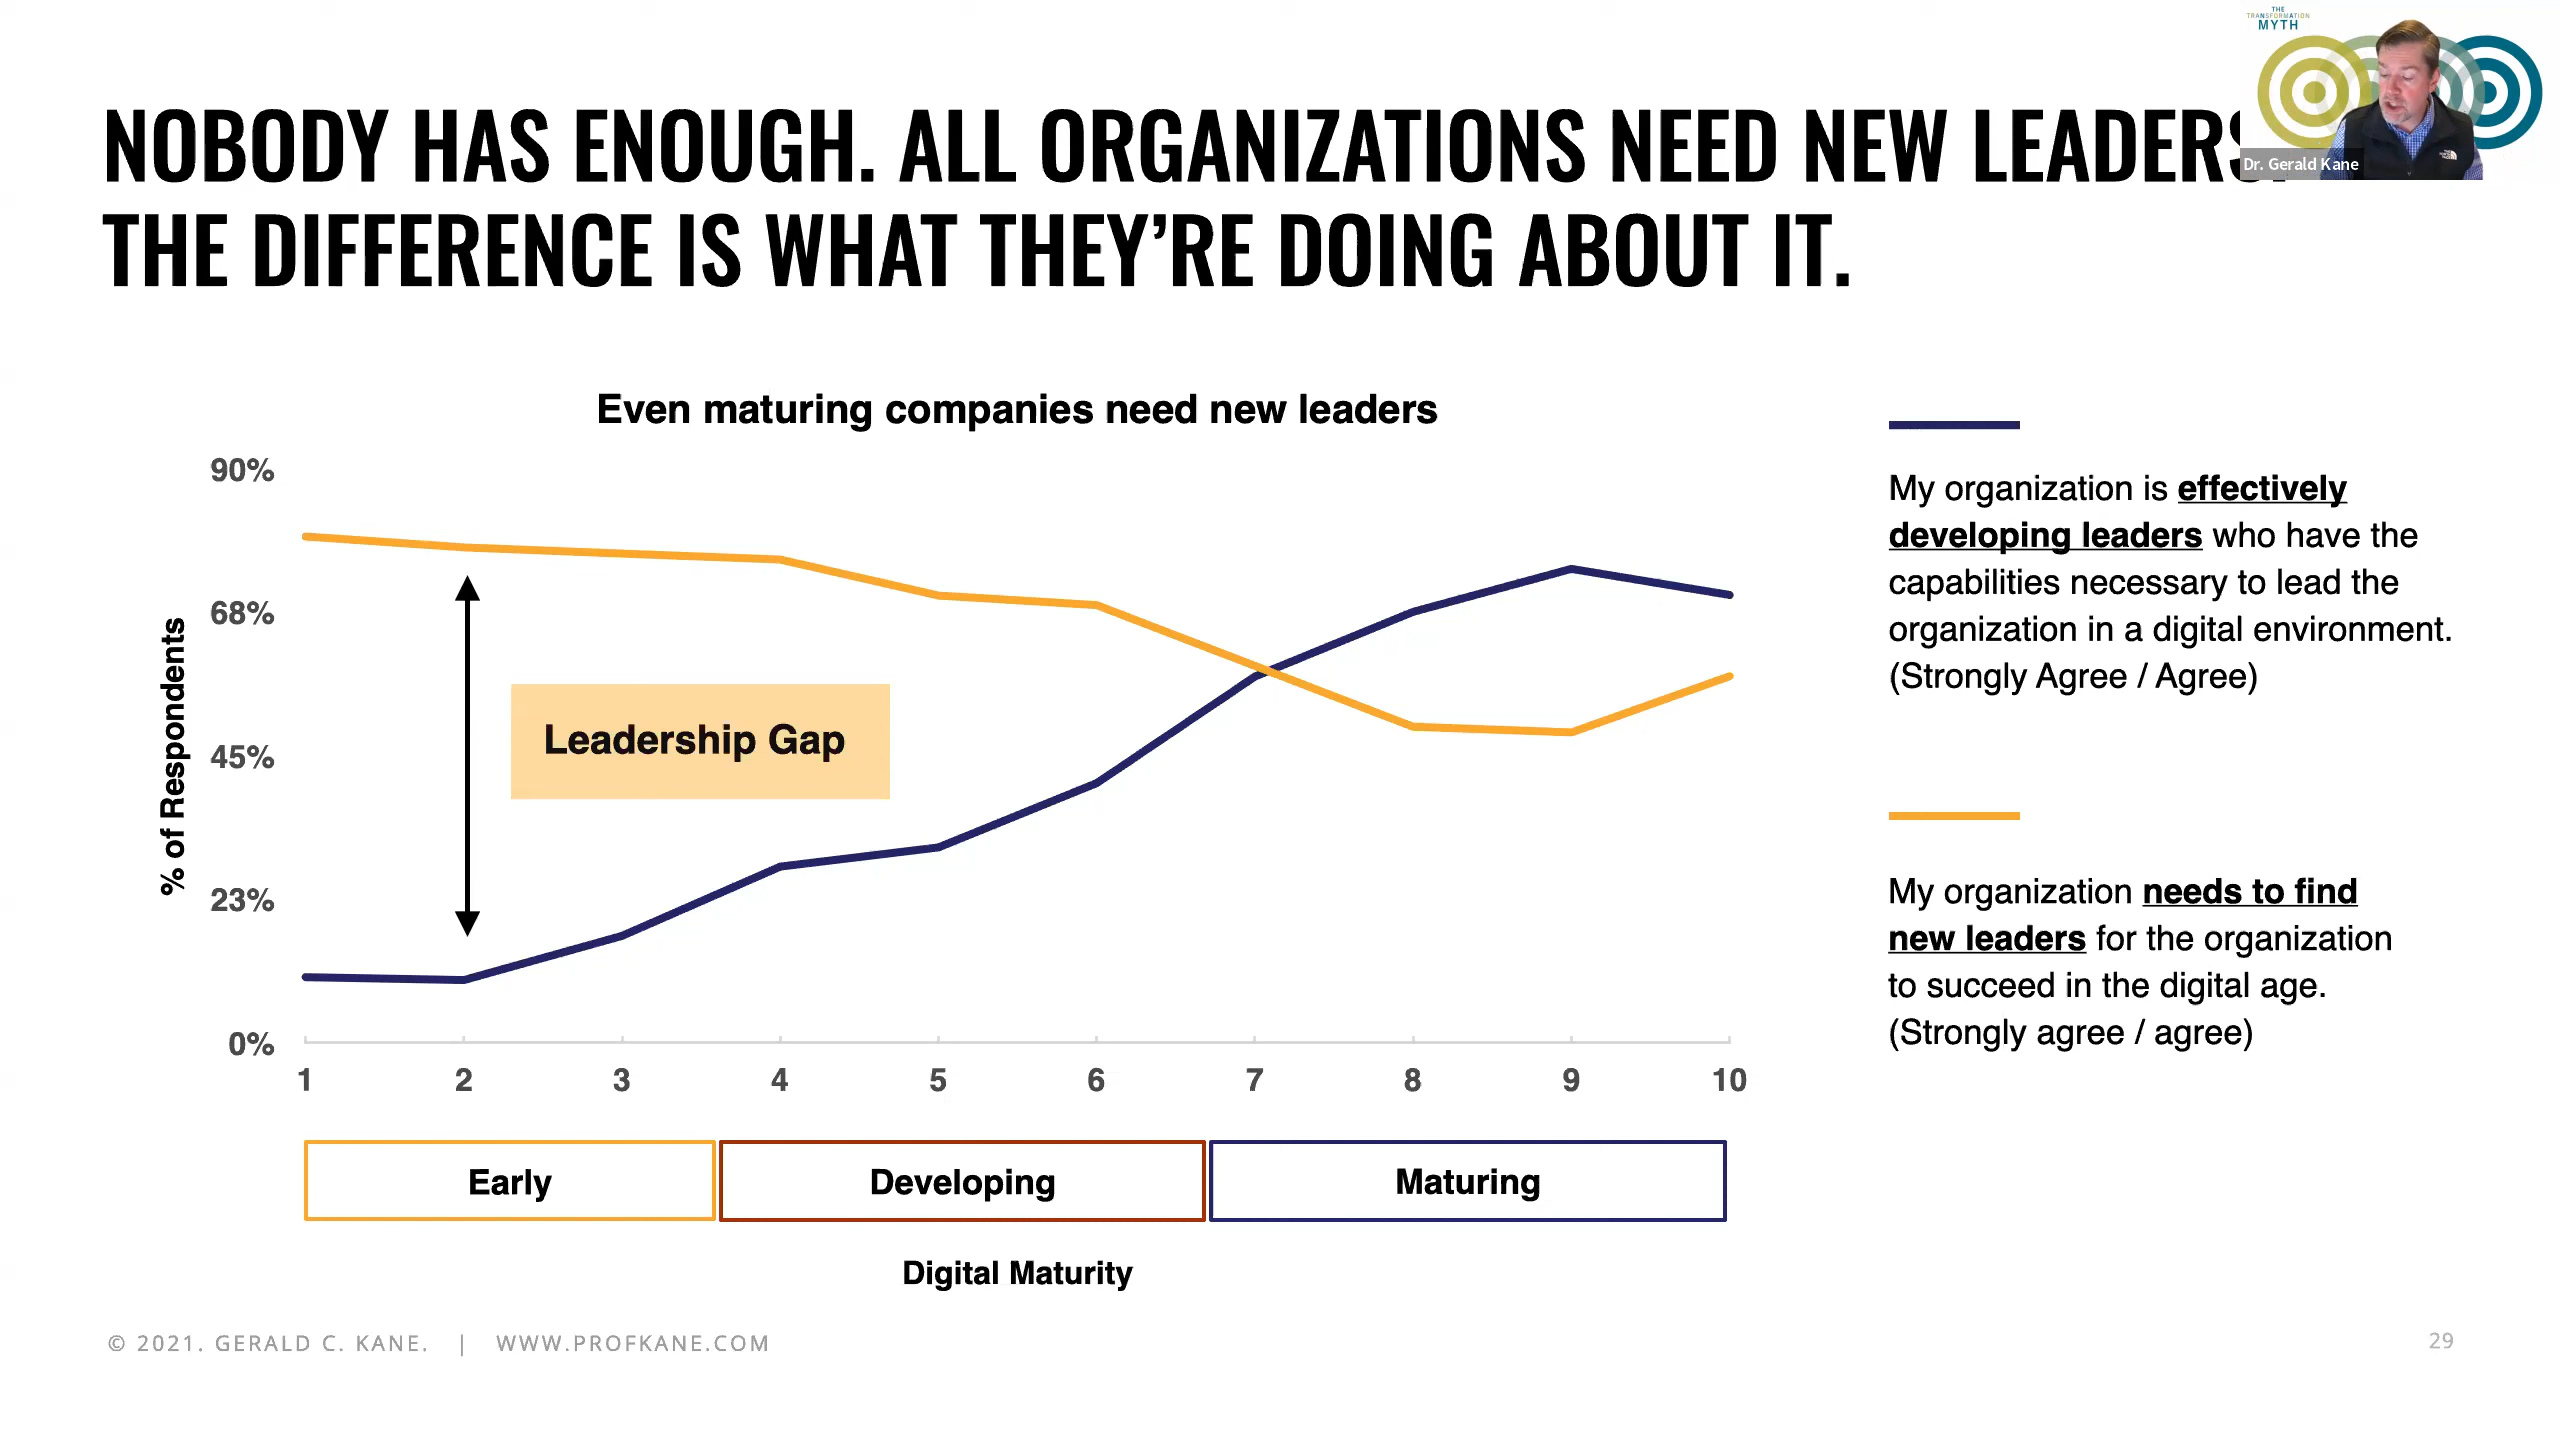 THE
TRANSFORMATION
MYTH
Dr. Gerald Kane
NOBODY HAS ENOUGH. ALL ORGANIZATIONS NEED NEW LEADERS.
THE DIFFERENCE IS WHAT THEY'RE DOING ABOUT IT.
Even maturing companies need new leaders
90%
68%
45%
23%
0%
% of Respondents
Leadership Gap
1 2 3 4 5 6 7 8 9 10
Early Developing Maturing
Digital Maturity
My organization is effectively
developing leaders who have the
capabilities necessary to lead the
organization in a digital environment.
(Strongly Agree / Agree)
My organization needs to find
new leaders for the organization
to succeed in the digital age.
(Strongly agree / agree)
© 2021. GERALD C. KANE. | WWW.PROFKANE.COM
29